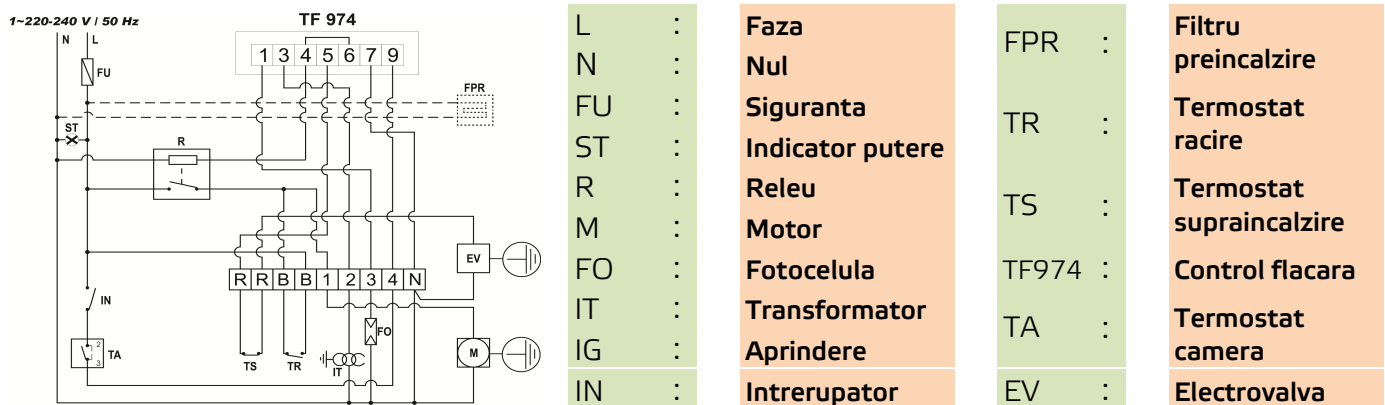 1~220-240 V / 50 Hz
TF 974
N L
1 3 4 5 6 7 9
FU
FPR
ST
R
EV
R R B B 1 2 3 4 N
IN
FO
2
TA
3
TS TR IT
M
L : Faza
N : Nul
FU : Siguranta
ST : Indicator putere
R : Releu
M : Motor
FO : Fotocelula
IT : Transformator
IG : Aprindere
IN : Intrerupator
FPR : Filtru
preincalzire
TR : Termostat
racire
TS : Termostat
supraincalzire
TF974 : Control flacara
TA : Termostat
camera
EV : Electrovalva